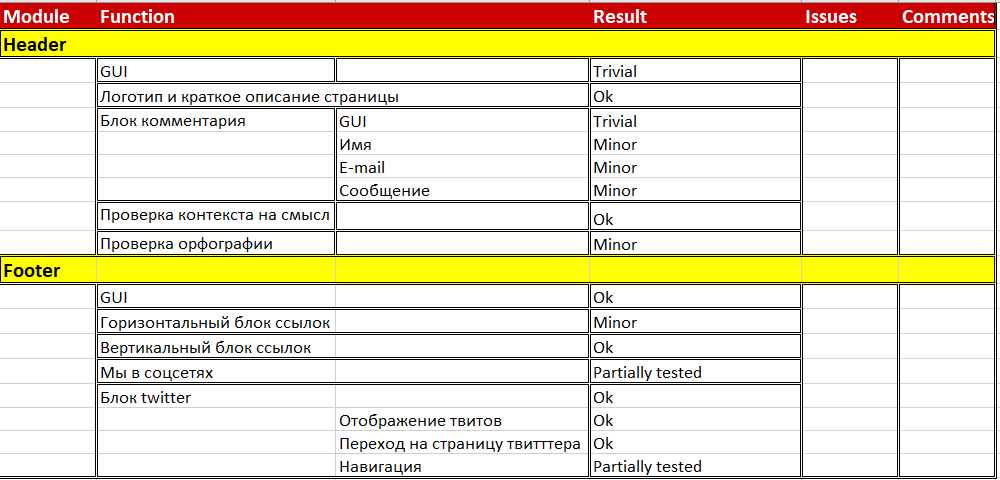 Module Function Result Issues Comments
Header
GUI Trivial
Логотип и краткое описание страницы Ok
Блок комментария GUI Trivial
Имя Minor
E-mail Minor
Сообщение Minor
Проверка контекста на смысл Ok
Проверка орфографии Minor
Footer
GUI Ok
Горизонтальный блок ссылок Minor
Вертикальный блок ссылок Ok
Мы в соцсетях Partially tested
Блок twitter Ok
Отображение твитов Ok
Переход на страницу твитттера Ok
Навигация Partially tested